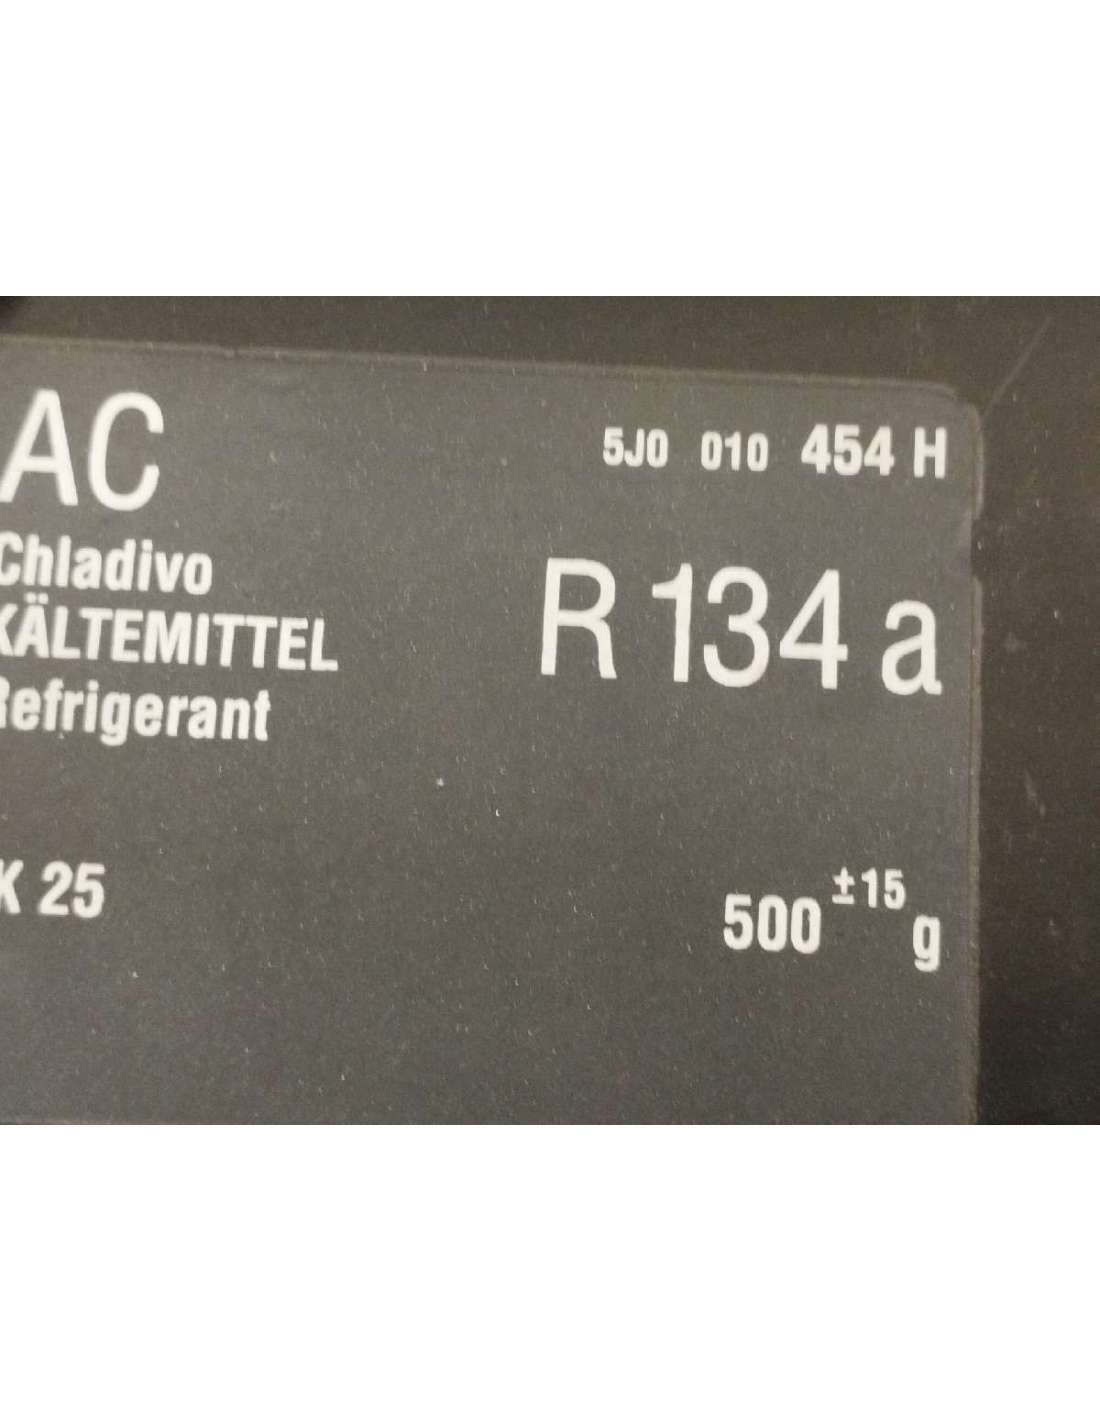 AC 5J0 010 454 H
Chladivo
KÄLTEMITTEL R 134 a
Refrigerant
K 25 500 ±15 g